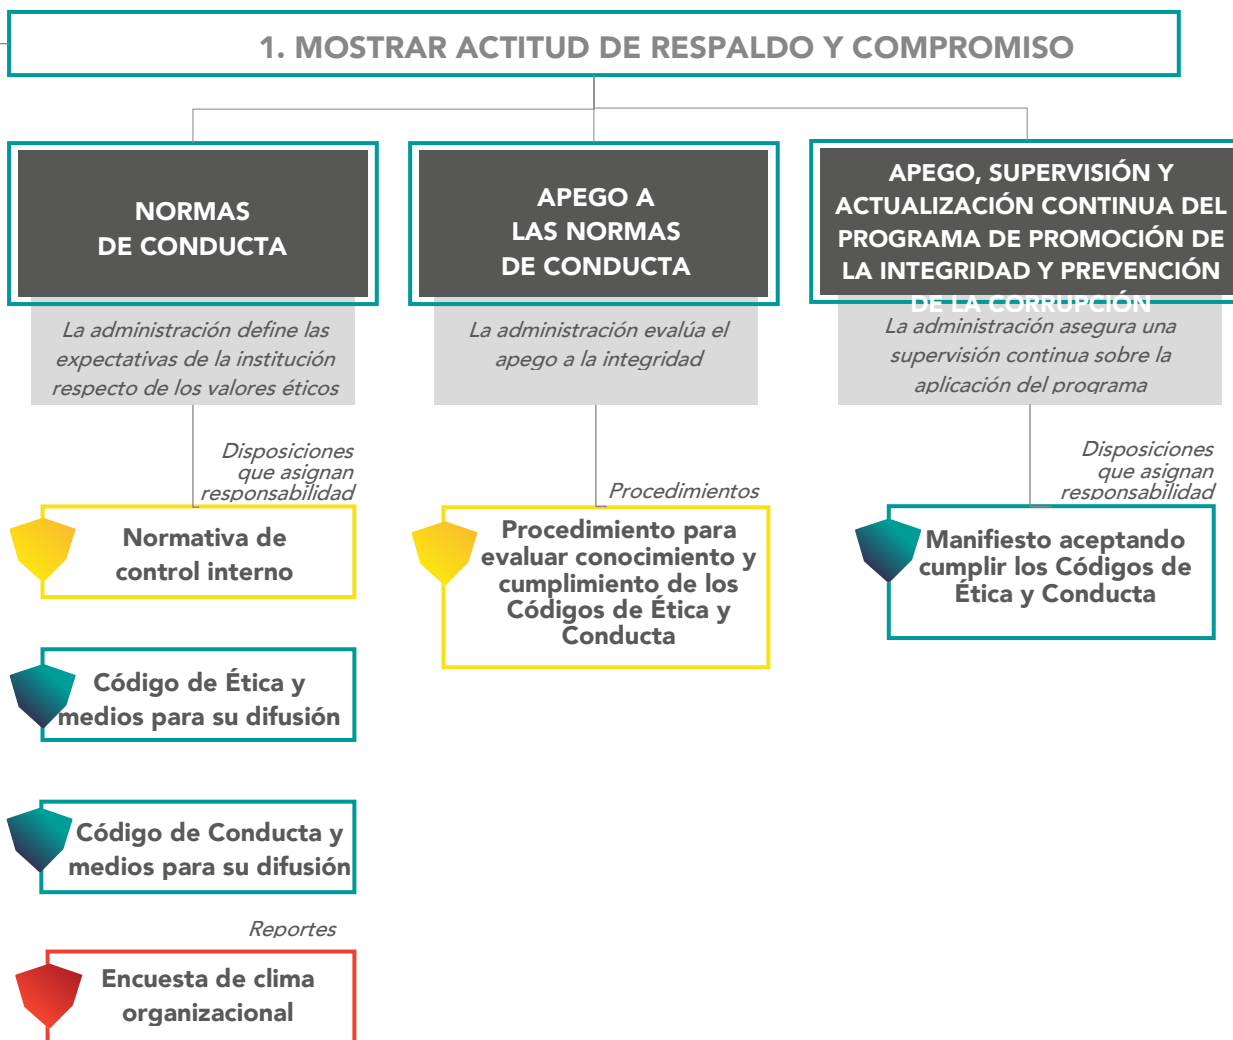 1. MOSTRAR ACTITUD DE RESPALDO Y COMPROMISO
NORMAS
DE CONDUCTA
La administración define las
expectativas de la institución
respecto de los valores éticos
Disposiciones
que asignan
responsabilidad
Normativa de
control interno
Código de Ética y
medios para su difusión
Código de Conducta y
medios para su difusión
Reportes
Encuesta de clima
organizacional
APEGO A
LAS NORMAS
DE CONDUCTA
La administración evalúa el
apego a la integridad
Procedimientos
Procedimiento para
evaluar conocimiento y
cumplimiento de los
Códigos de Ética y
Conducta
APEGO, SUPERVISIÓN Y
ACTUALIZACIÓN CONTINUA DEL
PROGRAMA DE PROMOCIÓN DE
LA INTEGRIDAD Y PREVENCIÓN
DE LA CORRUPCIÓN
La administración asegura una
supervisión continua sobre la
aplicación del programa
Disposiciones
que asignan
responsabilidad
Manifiesto aceptando
cumplir los Códigos de
Ética y Conducta